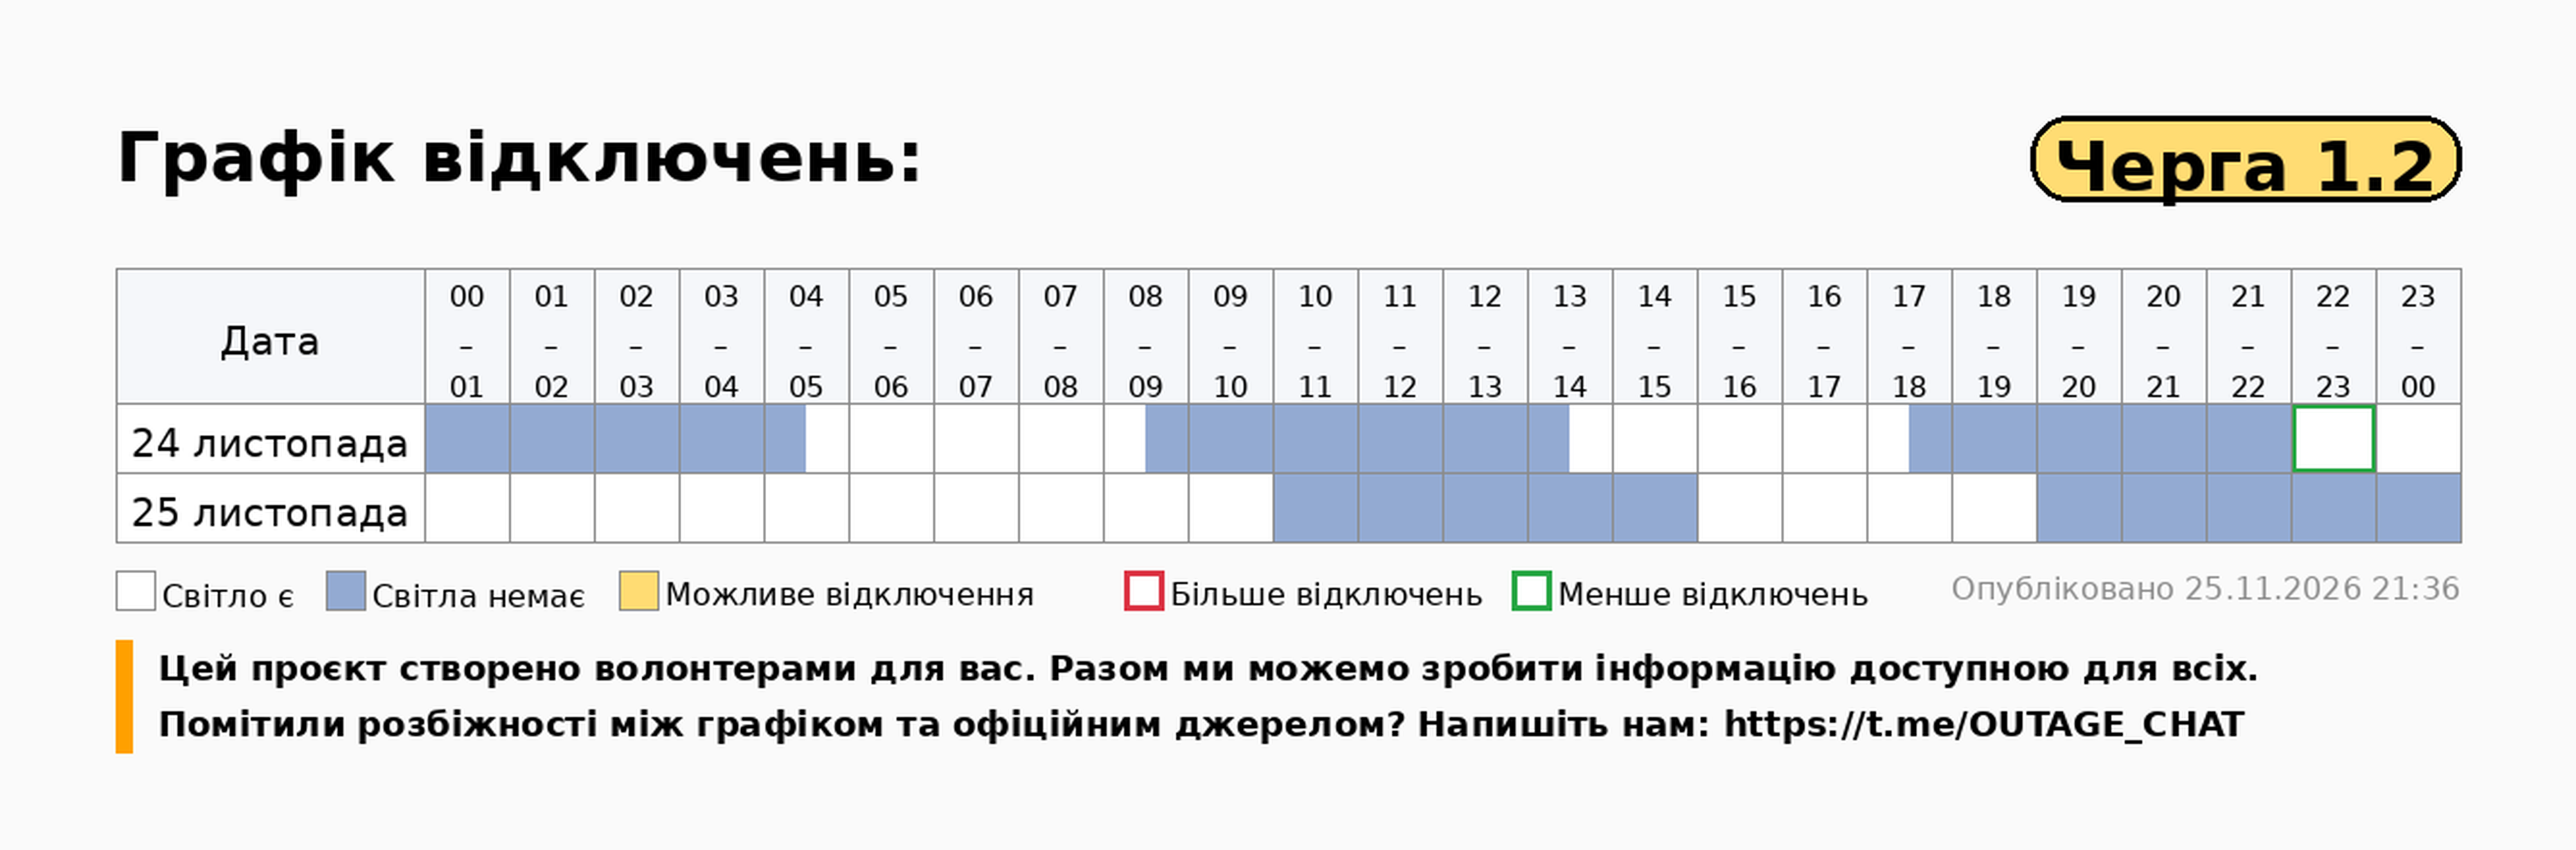 Графік відключень:
Черга 1.2
Дата
00 – 01
01 – 02
02 – 03
03 – 04
04 – 05
05 – 06
06 – 07
07 – 08
08 – 09
09 – 10
10 – 11
11 – 12
12 – 13
13 – 14
14 – 15
15 – 16
16 – 17
17 – 18
18 – 19
19 – 20
20 – 21
21 – 22
22 – 23
23 – 00
24 листопада
25 листопада
Світло є
Світла немає
Можливе відключення
Більше відключень
Менше відключень
Опубліковано 25.11.2026 21:36
Цей проєкт створено волонтерами для вас. Разом ми можемо зробити інформацію доступною для всіх.
Помітили розбіжності між графіком та офіційним джерелом? Напишіть нам: https://t.me/OUTAGE_CHAT